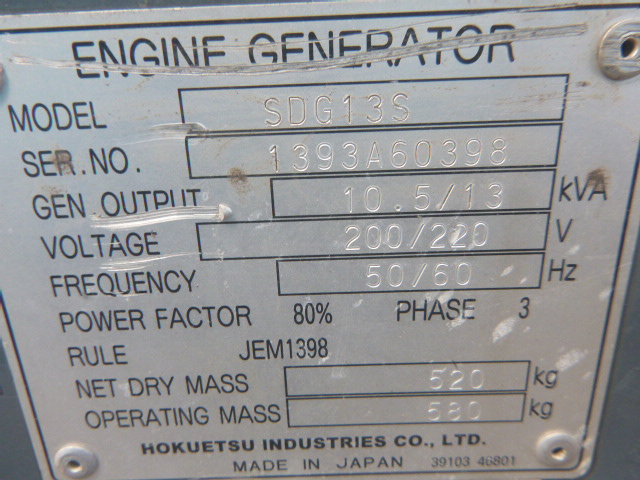 ENGINE GENERATOR
MODEL SDG13S
SER.NO. 1393A60398
GEN.OUTPUT 10.5/13 kVA
VOLTAGE 200/220 V
FREQUENCY 50/60 Hz
POWER FACTOR 80% PHASE 3
RULE JEM1398
NET DRY MASS 520 kg
OPERATING MASS 580 kg
HOKUETSU INDUSTRIES CO., LTD.
MADE IN JAPAN 39103 46801